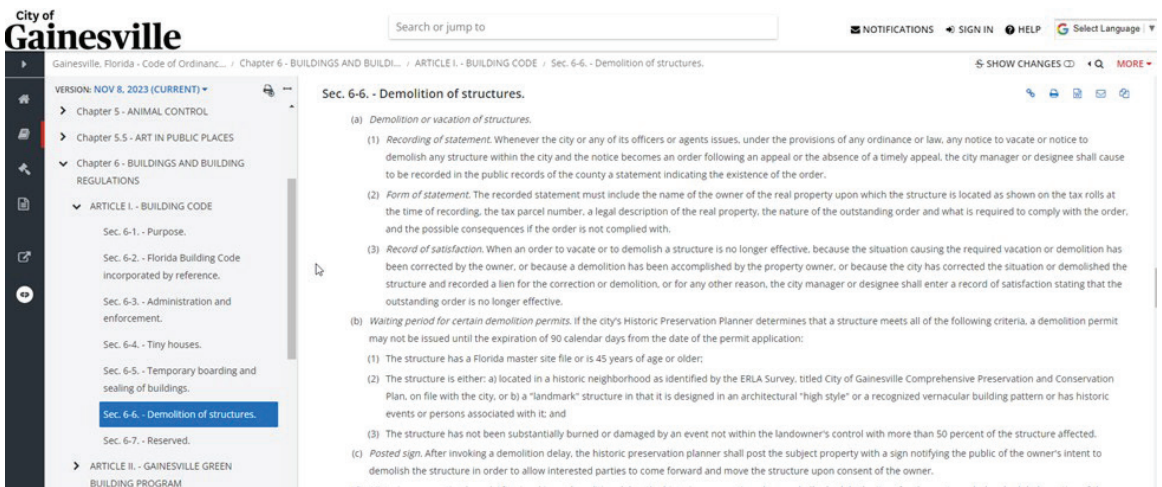 City of
Gainesville
Search or jump to
NOTIFICATIONS SIGN IN HELP Select Language
Gainesville, Florida - Code of Ordinanc... / Chapter 6 - BUILDINGS AND BUILDI... / ARTICLE I. - BUILDING CODE / Sec. 6-6. - Demolition of structures.
SHOW CHANGES MORE
VERSION: NOV 8, 2023 (CURRENT)
Chapter 5 - ANIMAL CONTROL
Chapter 5.5 - ART IN PUBLIC PLACES
Chapter 6 - BUILDINGS AND BUILDING
REGULATIONS
ARTICLE I. - BUILDING CODE
Sec. 6-1. - Purpose.
Sec. 6-2. - Florida Building Code
incorporated by reference.
Sec. 6-3. - Administration and
enforcement.
Sec. 6-4. - Tiny houses.
Sec. 6-5. - Temporary boarding and
sealing of buildings.
Sec. 6-6. - Demolition of structures.
Sec. 6-7. - Reserved.
ARTICLE II. - GAINESVILLE GREEN
BUILDING PROGRAM
Sec. 6-6. - Demolition of structures.
(a) Demolition or vacation of structures.
(1) Recording of statement. Whenever the city or any of its officers or agents issues, under the provisions of any ordinance or law, any notice to vacate or notice to
demolish any structure within the city and the notice becomes an order following an appeal or the absence of a timely appeal, the city manager or designee shall cause
to be recorded in the public records of the county a statement indicating the existence of the order.
(2) Form of statement. The recorded statement must include the name of the owner of the real property upon which the structure is located as shown on the tax rolls at
the time of recording, the tax parcel number, a legal description of the real property, the nature of the outstanding order and what is required to comply with the order,
and the possible consequences if the order is not complied with.
(3) Record of satisfaction. When an order to vacate or to demolish a structure is no longer effective, because the situation causing the required vacation or demolition has
been corrected by the owner, or because a demolition has been accomplished by the property owner, or because the city has corrected the situation or demolished the
structure and recorded a lien for the correction or demolition, or for any other reason, the city manager or designee shall enter a record of satisfaction stating that the
outstanding order is no longer effective.
(b) Waiting period for certain demolition permits. If the city's Historic Preservation Planner determines that a structure meets all of the following criteria, a demolition permit
may not be issued until the expiration of 90 calendar days from the date of the permit application:
(1) The structure has a Florida master site file or is 45 years of age or older;
(2) The structure is either: a) located in a historic neighborhood as identified by the ERLA Survey, titled City of Gainesville Comprehensive Preservation and Conservation
Plan, on file with the city, or b) a "landmark" structure in that it is designed in an architectural "high style" or a recognized vernacular building pattern or has historic
events or persons associated with it; and
(3) The structure has not been substantially burned or damaged by an event not within the landowner's control with more than 50 percent of the structure affected.
(c) Posted sign. After invoking a demolition delay, the historic preservation planner shall post the subject property with a sign notifying the public of the owner's intent to
demolish the structure in order to allow interested parties to come forward and move the structure upon consent of the owner.